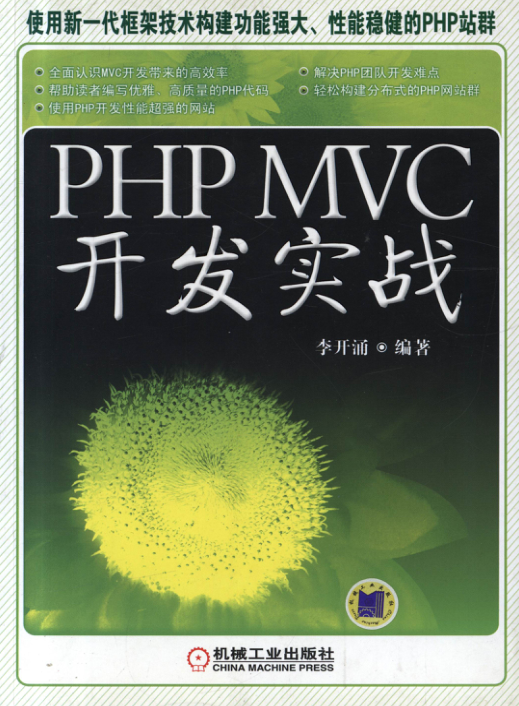 使用新一代框架技术构建功能强大、性能稳健的PHP站群
全面认识MVC开发带来的高效率
解决PHP团队开发难点
帮助读者编写优雅、高质量的PHP代码
轻松构建分布式的PHP网站群
使用PHP开发性能超强的网站
PHP MVC
开发实战
李开涌 编著
机械工业出版社
CHINA MACHINE PRESS